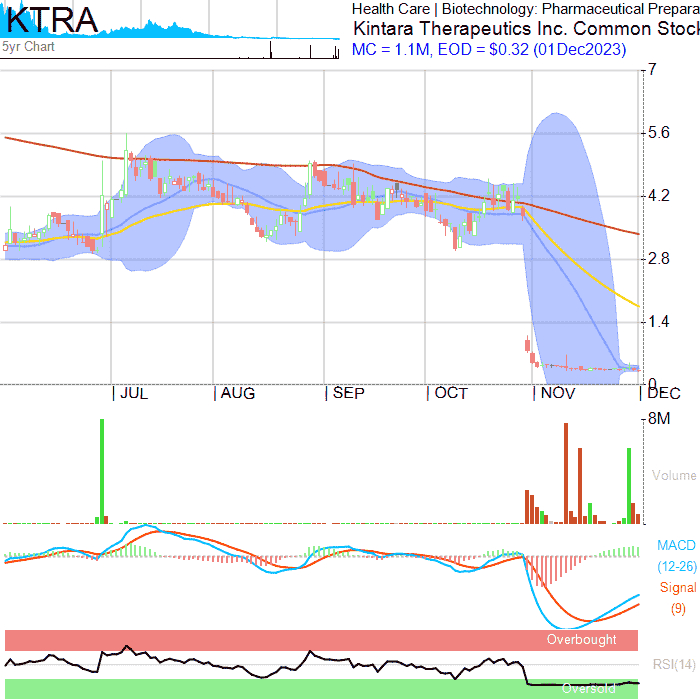 KTRA
Health Care | Biotechnology: Pharmaceutical Prepara
Kintara Therapeutics Inc. Common Stock
5yr Chart
MC = 1.1M, EOD = $0.32 (01Dec2023)
7
5.6
4.2
2.8
1.4
0
JUL
AUG
SEP
OCT
NOV
DEC
8M
Volume
MACD
(12-26)
Signal
(9)
Overbought
RSI(14)
Oversold